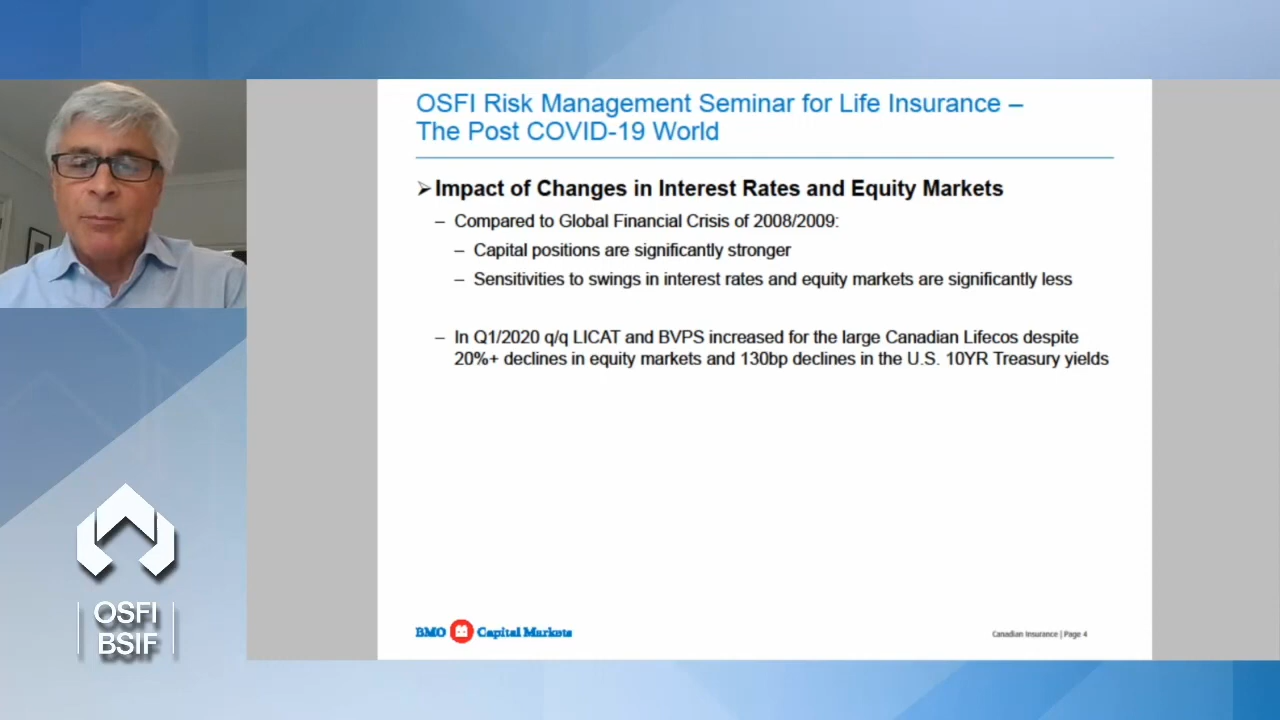 OSFI Risk Management Seminar for Life Insurance –
The Post COVID-19 World
➢ Impact of Changes in Interest Rates and Equity Markets
– Compared to Global Financial Crisis of 2008/2009:
– Capital positions are significantly stronger
– Sensitivities to swings in interest rates and equity markets are significantly less
– In Q1/2020 q/q LICAT and BVPS increased for the large Canadian Lifecos despite
20%+ declines in equity markets and 130bp declines in the U.S. 10YR Treasury yields
BMO Capital Markets
Canadian Insurance | Page 4
OSFI
BSIF